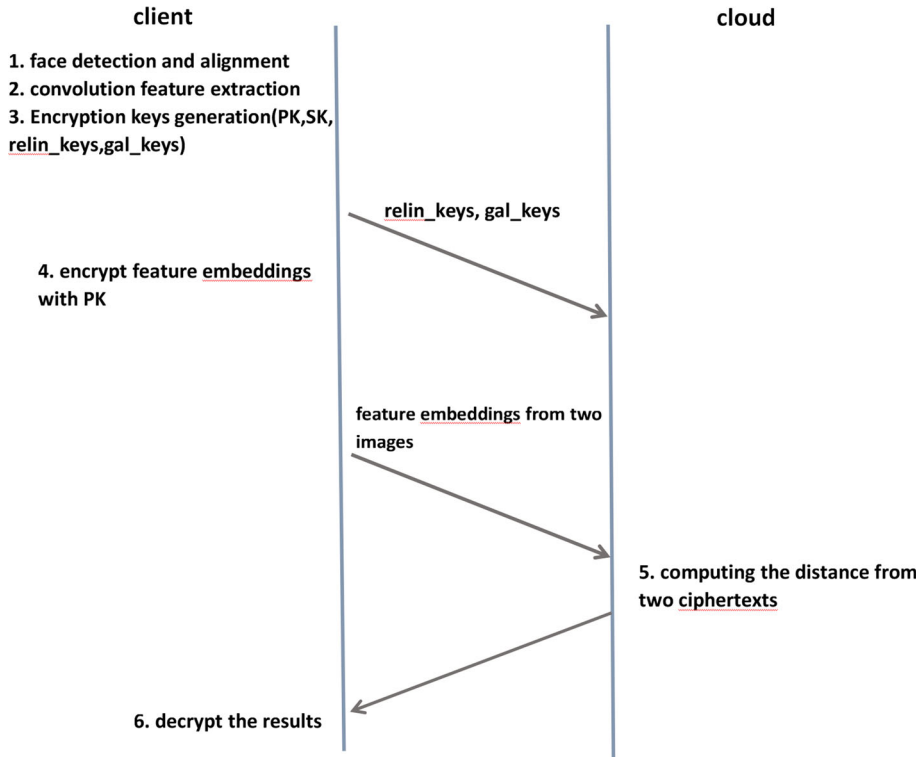 client
cloud
1. face detection and alignment
2. convolution feature extraction
3. Encryption keys generation(PK,SK,
relin_keys,gal_keys)
relin_keys, gal_keys
4. encrypt feature embeddings
with PK
feature embeddings from two
images
5. computing the distance from
two ciphertexts
6. decrypt the results